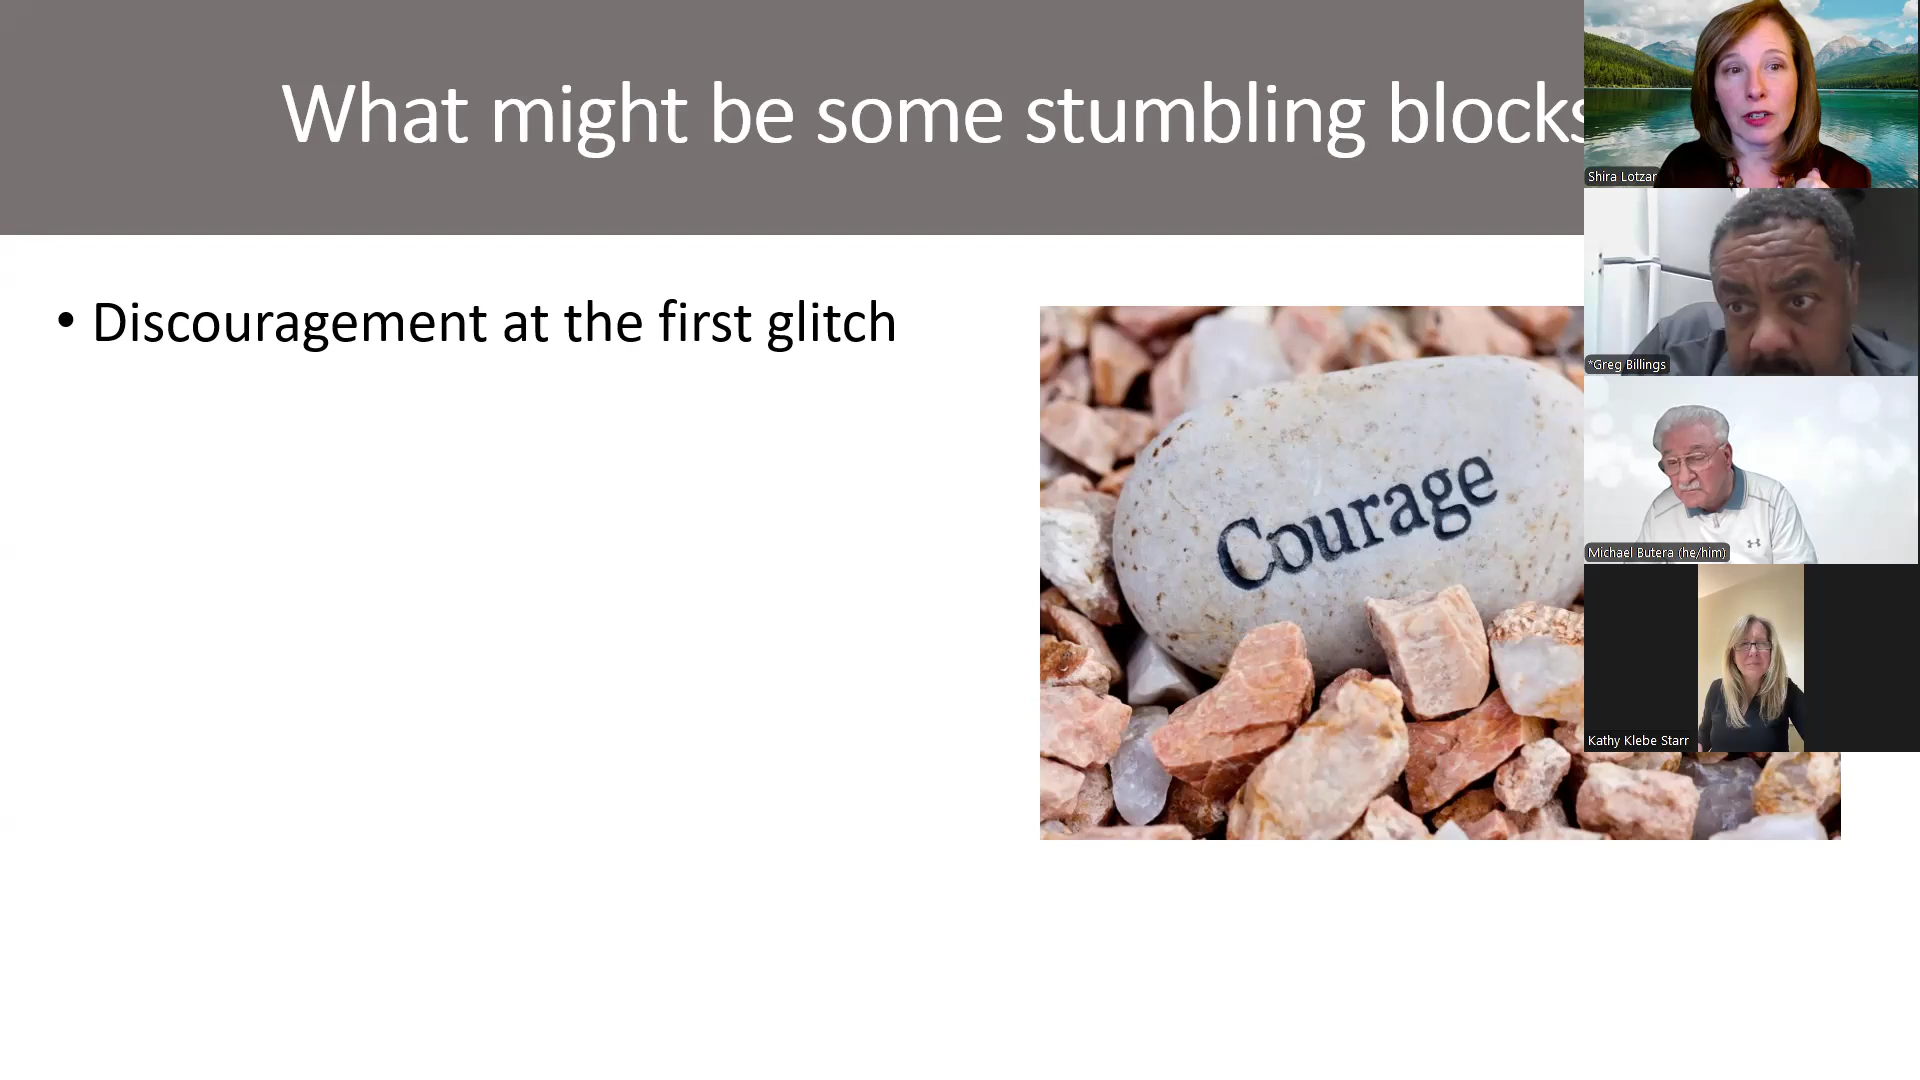 What might be some stumbling blocks
• Discouragement at the first glitch
Courage
Shira Lotzar
*Greg Billings
Michael Butera (he/him)
Kathy Klebe Starr